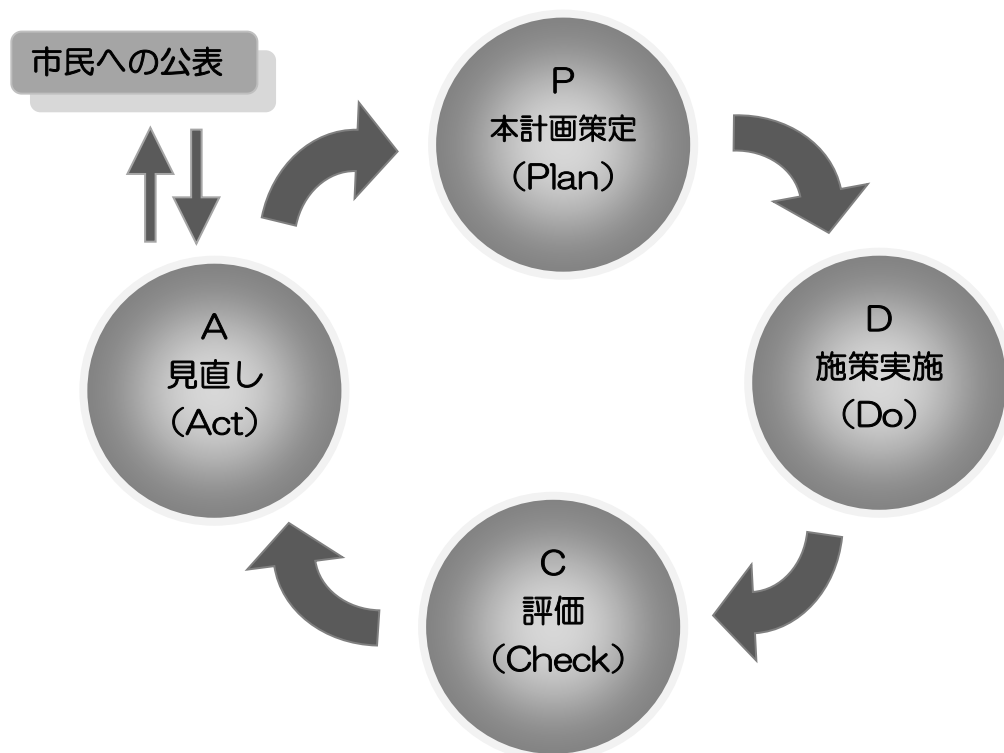 市民への公表
P
本計画策定
（Plan）
D
施策実施
（Do）
C
評価
（Check）
A
見直し
（Act）